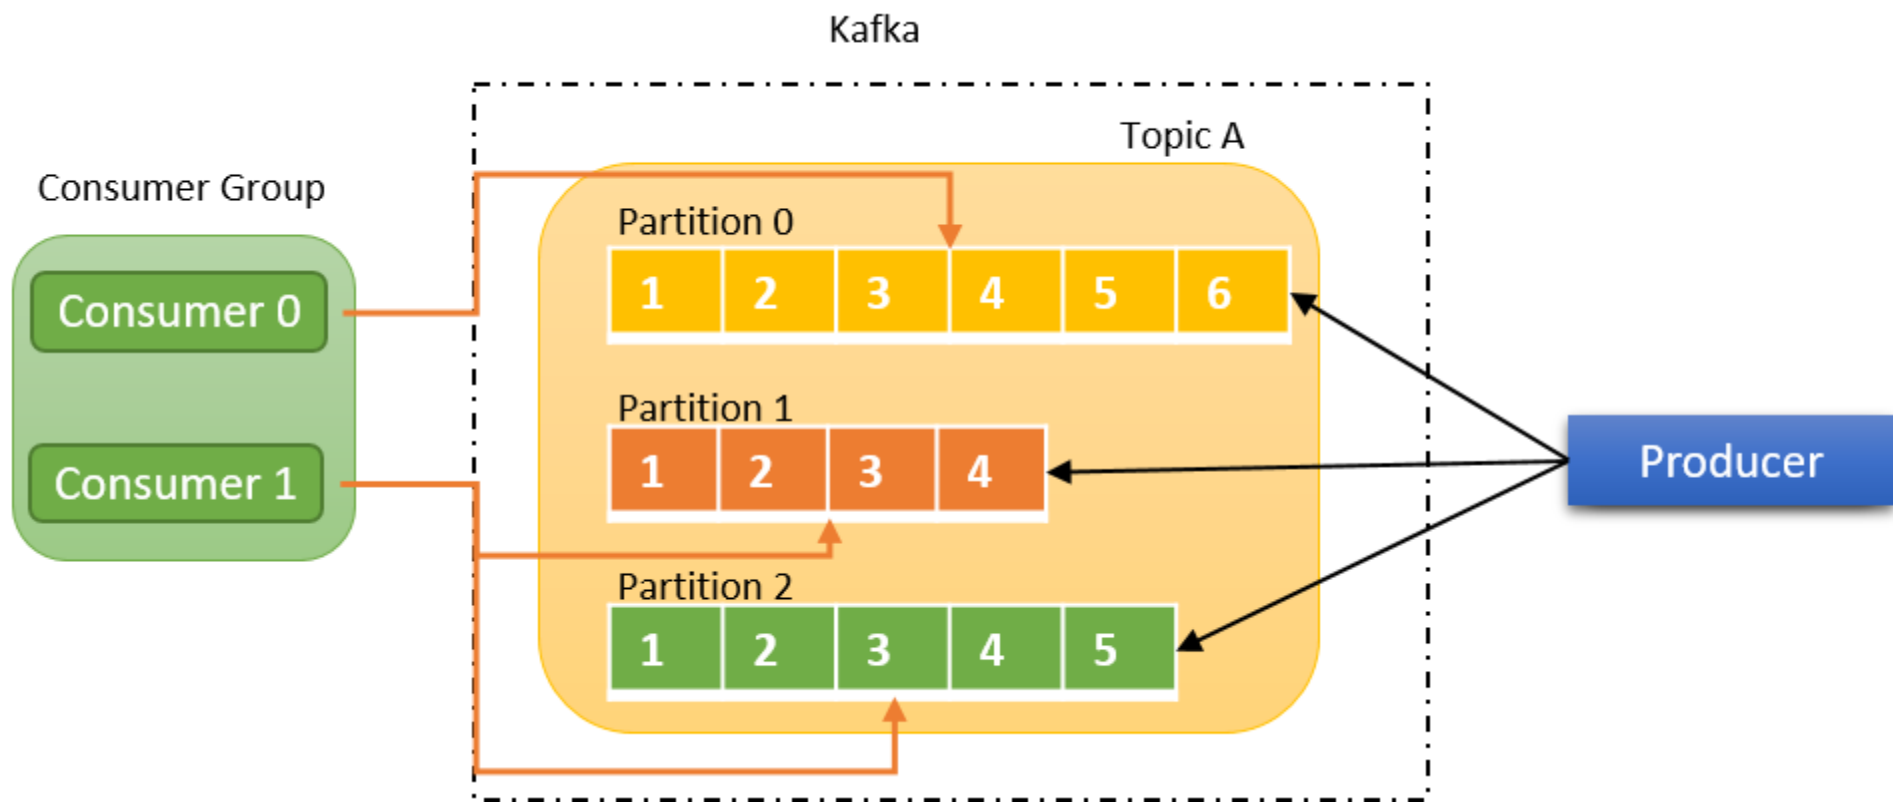 Kafka
Topic A
Consumer Group
Consumer 0
Consumer 1
Partition 0
1 2 3 4 5 6
Partition 1
1 2 3 4
Partition 2
1 2 3 4 5
Producer